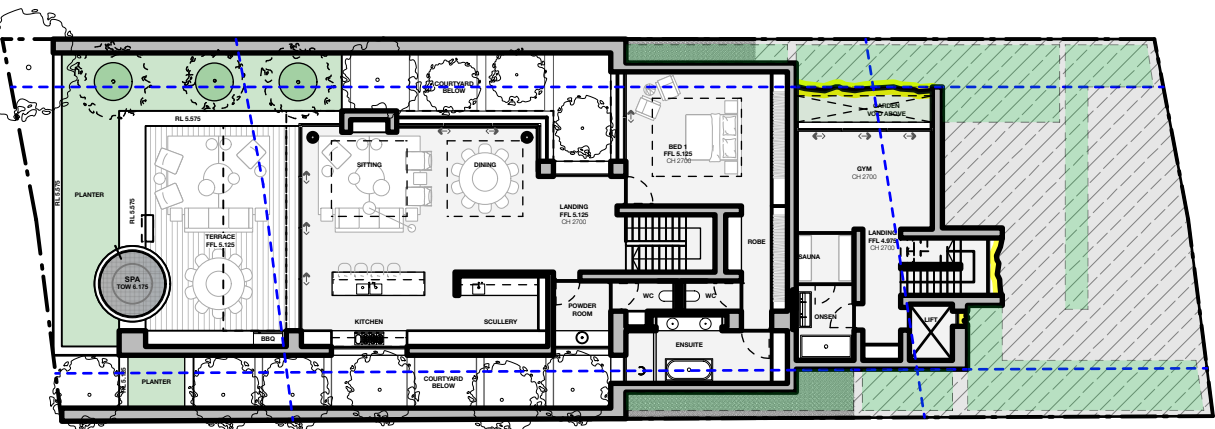 COURTYARD
BELOW
GARDEN
VOID ABOVE
RL 5.575
BED 1
FFL 5.125
CH 2700
SITTING
DINING
GYM
CH 2700
PLANTER
RL 5.575
RL 5.575
LANDING
FFL 5.125
CH 2700
TERRACE
FFL 5.125
LANDING
FFL 4.975
CH 2700
ROBE
SAUNA
SPA
TOW 6.175
WC
WC
POWDER
ROOM
ONSEN
LIFT
KITCHEN
SCULLERY
BBQ
ENSUITE
PLANTER
COURTYARD
BELOW